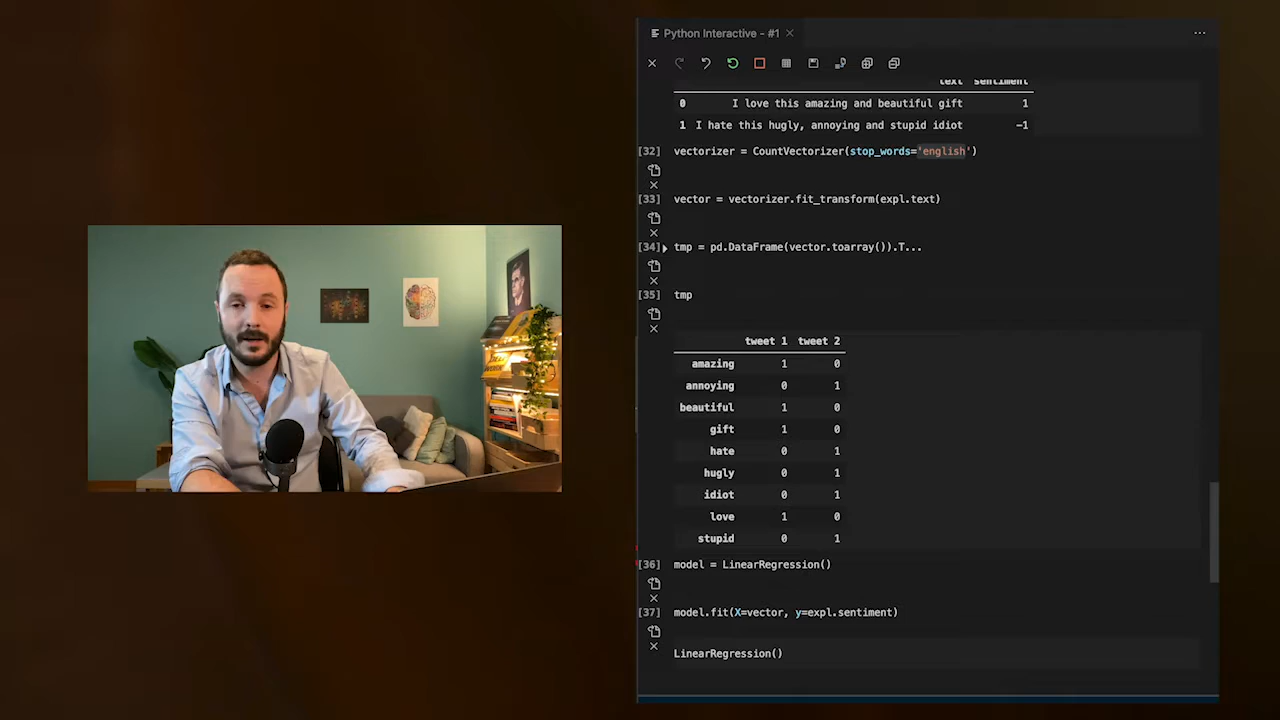 Python Interactive - #1
text sentiment
0 I love this amazing and beautiful gift 1
1 I hate this hugly, annoying and stupid idiot −1
[32] vectorizer = CountVectorizer(stop_words='english')
[33] vector = vectorizer.fit_transform(expl.text)
[34] tmp = pd.DataFrame(vector.toarray()).T...
[35] tmp
tweet 1 tweet 2
amazing 1 0
annoying 0 1
beautiful 1 0
gift 1 0
hate 0 1
hugly 0 1
idiot 0 1
love 1 0
stupid 0 1
[36] model = LinearRegression()
[37] model.fit(X=vector, y=expl.sentiment)
LinearRegression()